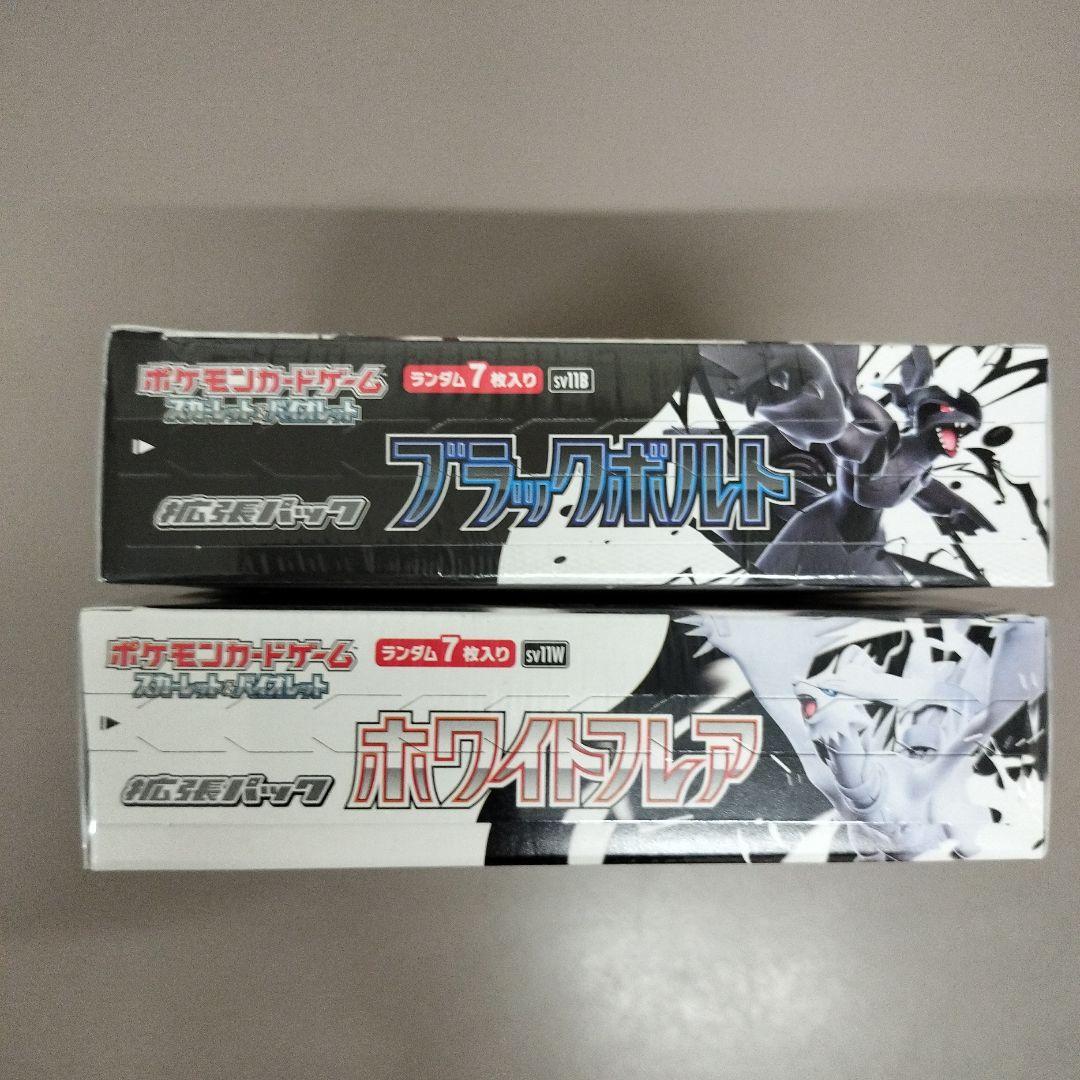 ポケモンカードゲーム
スカーレット&バイオレット
ランダム7枚入り
sv11B
拡張パック
ブラックボルト
ポケモンカードゲーム
スカーレット&バイオレット
ランダム7枚入り
sv11W
拡張パック
ホワイトフレア